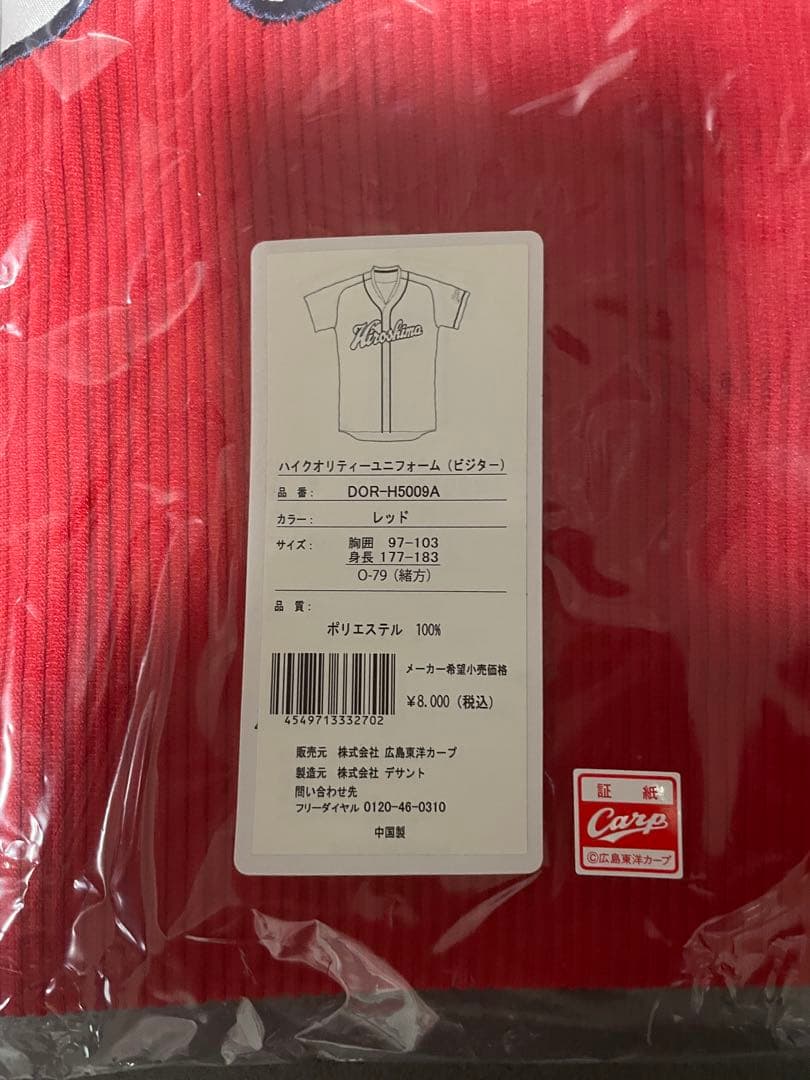 Hiroshima
ハイクオリティーユニフォーム（ビジター）
品 番： DOR-H5009A
カラー： レッド
サイズ： 胸囲 97-103
身長 177-183
O-79（緒方）
品 質：
ポリエステル 100%
メーカー希望小売価格
¥8.000（税込）
4549713332702
販売元 株式会社 広島東洋カープ
製造元 株式会社 デサント
問い合わせ先
フリーダイヤル 0120-46-0310
中国製
証 紙
Carp
©広島東洋カープ